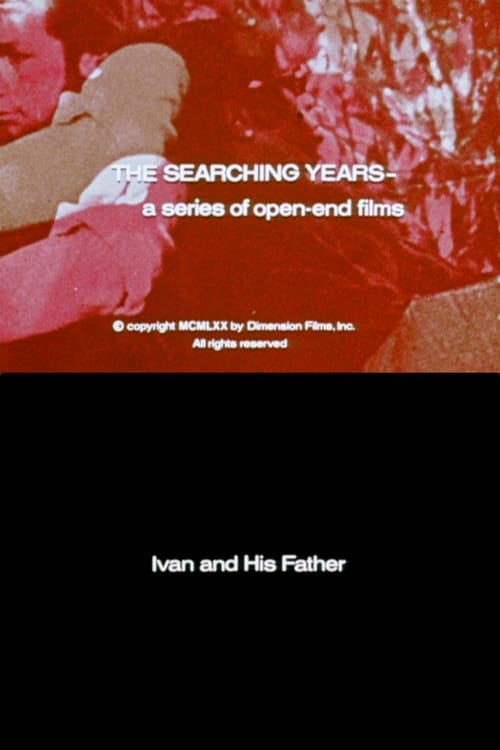 THE SEARCHING YEARS-
a series of open-end films
© copyright MCMLXX by Dimension Films, Inc.
All rights reserved
Ivan and His Father